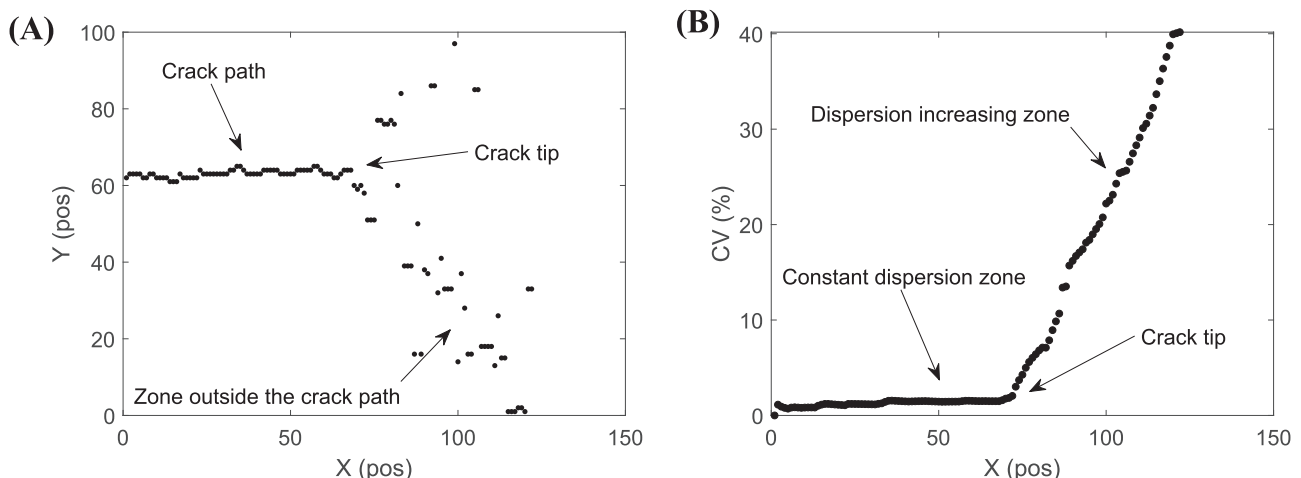 (A)
100
80
60
40
20
0
0
50
100
150
Y (pos)
X (pos)
Crack path
Crack tip
Zone outside the crack path
(B)
40
30
20
10
0
0
50
100
150
CV (%)
X (pos)
Dispersion increasing zone
Constant dispersion zone
Crack tip